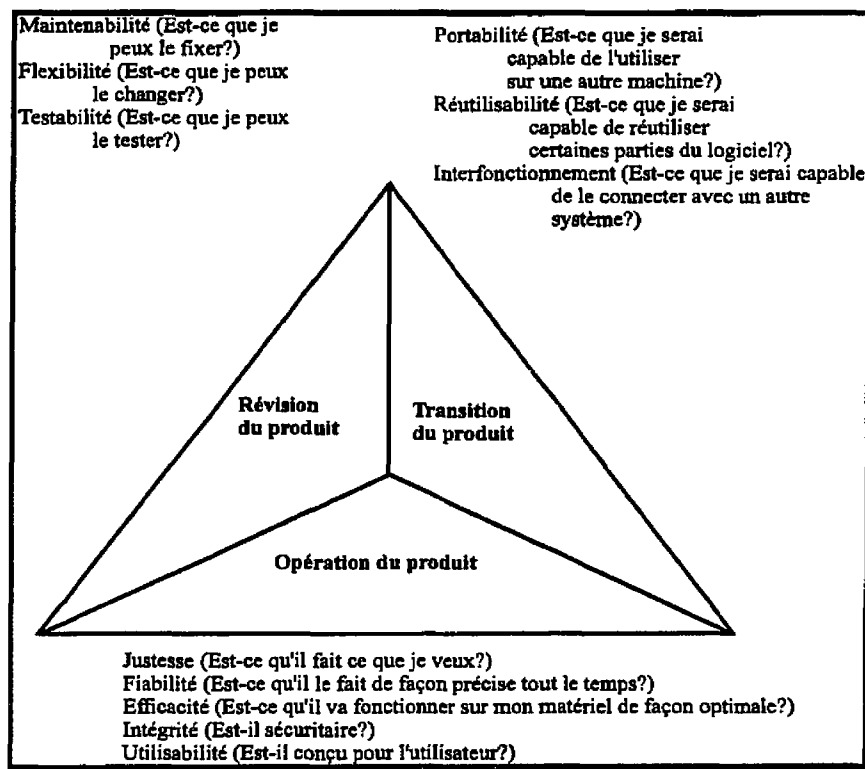 Maintenabilité (Est-ce que je
peux le fixer?)
Flexibilité (Est-ce que je peux
le changer?)
Testabilité (Est-ce que je peux
le tester?)
Portabilité (Est-ce que je serai
capable de l'utiliser
sur une autre machine?)
Réutilisabilité (Est-ce que je serai
capable de réutiliser
certaines parties du logiciel?)
Interfonctionnement (Est-ce que je serai capable
de le connecter avec un autre
système?)
Révision
du produit
Transition
du produit
Opération du produit
Justesse (Est-ce qu'il fait ce que je veux?)
Fiabilité (Est-ce qu'il le fait de façon précise tout le temps?)
Efficacité (Est-ce qu'il va fonctionner sur mon matériel de façon optimale?)
Intégrité (Est-il sécuritaire?)
Utilisabilité (Est-il conçu pour l'utilisateur?)